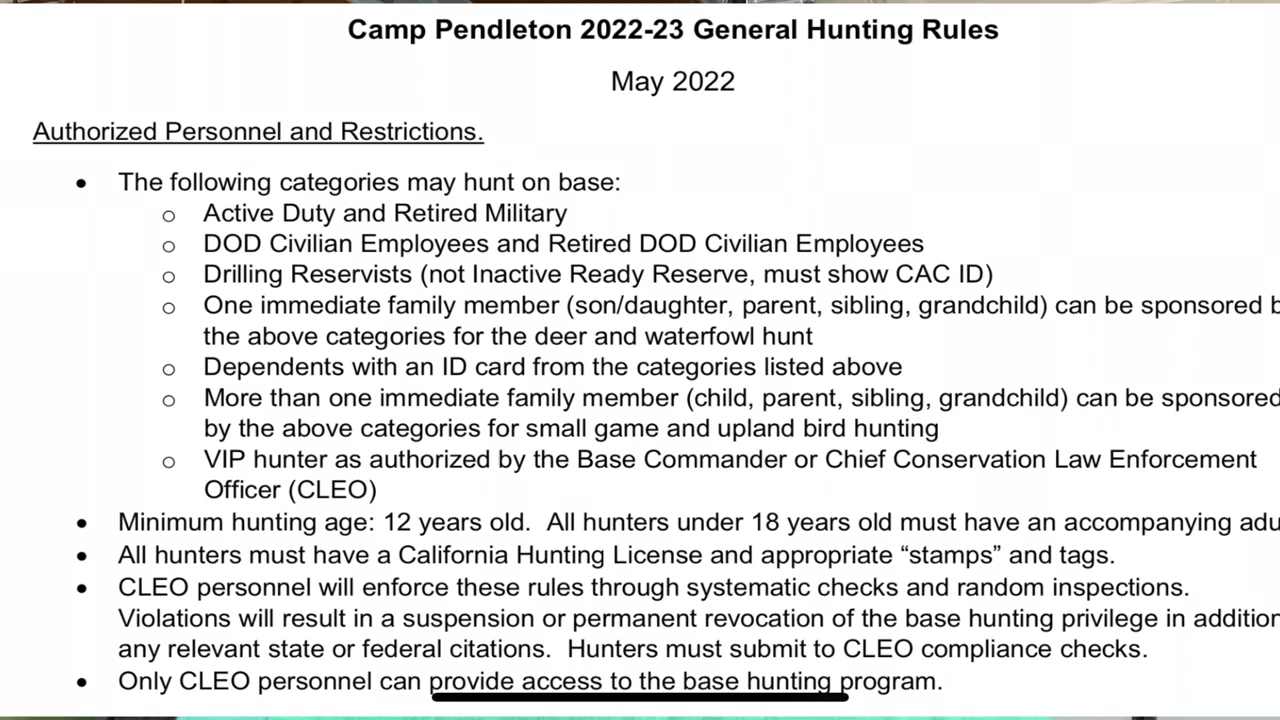 Camp Pendleton 2022-23 General Hunting Rules
May 2022
Authorized Personnel and Restrictions.
• The following categories may hunt on base:
o Active Duty and Retired Military
o DOD Civilian Employees and Retired DOD Civilian Employees
o Drilling Reservists (not Inactive Ready Reserve, must show CAC ID)
o One immediate family member (son/daughter, parent, sibling, grandchild) can be sponsored
the above categories for the deer and waterfowl hunt
o Dependents with an ID card from the categories listed above
o More than one immediate family member (child, parent, sibling, grandchild) can be sponsored
by the above categories for small game and upland bird hunting
o VIP hunter as authorized by the Base Commander or Chief Conservation Law Enforcement
Officer (CLEO)
• Minimum hunting age: 12 years old. All hunters under 18 years old must have an accompanying
• All hunters must have a California Hunting License and appropriate “stamps” and tags.
• CLEO personnel will enforce these rules through systematic checks and random inspections.
Violations will result in a suspension or permanent revocation of the base hunting privilege in addition
any relevant state or federal citations. Hunters must submit to CLEO compliance checks.
• Only CLEO personnel can provide access to the base hunting program.